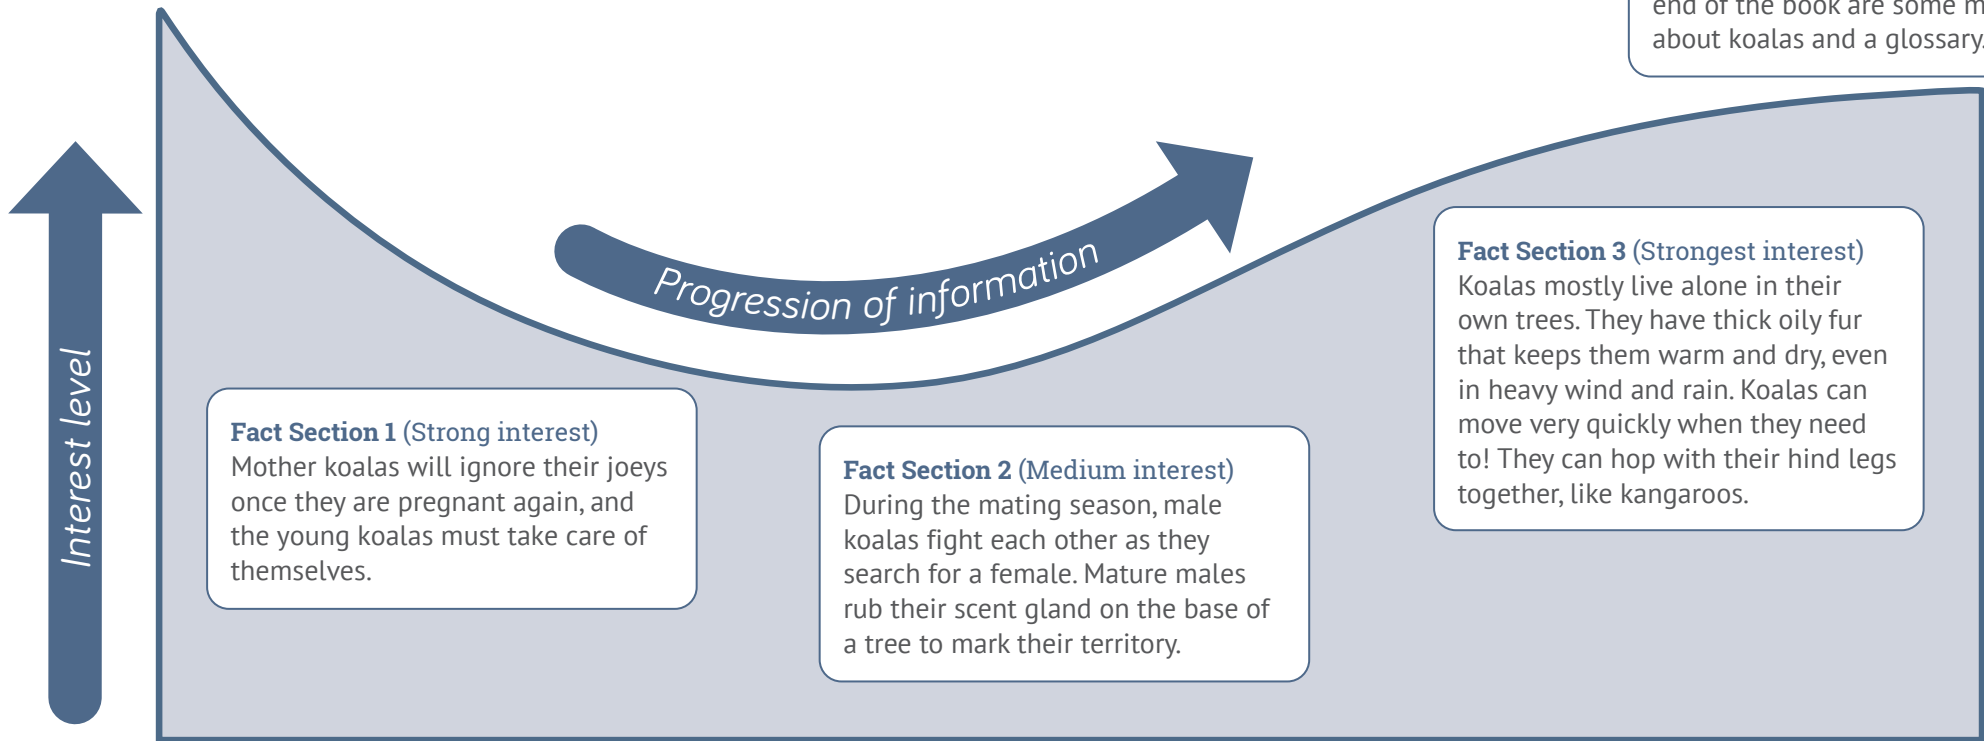 end of the book are some
about koalas and a glossary.
Interest level
Progression of information
Fact Section 1 (Strong interest)
Mother koalas will ignore their joeys
once they are pregnant again, and
the young koalas must take care of
themselves.
Fact Section 2 (Medium interest)
During the mating season, male
koalas fight each other as they
search for a female. Mature males
rub their scent gland on the base of
a tree to mark their territory.
Fact Section 3 (Strongest interest)
Koalas mostly live alone in their
own trees. They have thick oily fur
that keeps them warm and dry, even
in heavy wind and rain. Koalas can
move very quickly when they need
to! They can hop with their hind legs
together, like kangaroos.